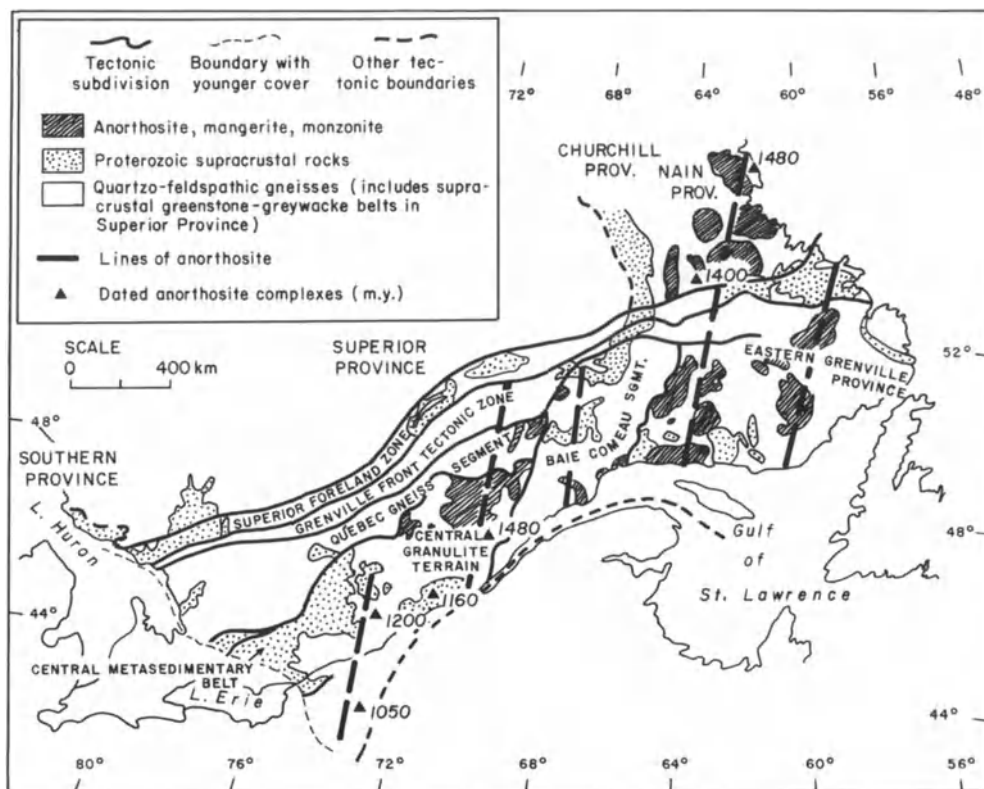 Tectonic subdivision
Boundary with younger cover
Other tec-
tonic boundaries
Anorthosite, mangerite, monzonite
Proterozoic supracrustal rocks
Quartzo-feldspathic gneisses (includes supra-
crustal greenstone-greywacke belts in
Superior Province)
Lines of anorthosite
Dated anorthosite complexes (m.y.)
SCALE
0 400 km
72° 68° 64° 60° 56° 48°
CHURCHILL
PROV.
NAIN
PROV.
1480
1400
SUPERIOR
PROVINCE
52°
EASTERN GRENVILLE
PROVINCE
48°
SOUTHERN
PROVINCE
L. Huron
SUPERIOR FORELAND ZONE
GRENVILLE FRONT TECTONIC ZONE
QUÉBEC GNEISS SEGMENT
BAIE COMEAU SGMT.
1480
CENTRAL
GRANULITE
TERRAIN
48°
Gulf
of
St. Lawrence
1160
1200
44°
CENTRAL METASEDIMENTARY
BELT
L. Erie
1050
44°
80° 76° 72° 68° 64° 60° 56°